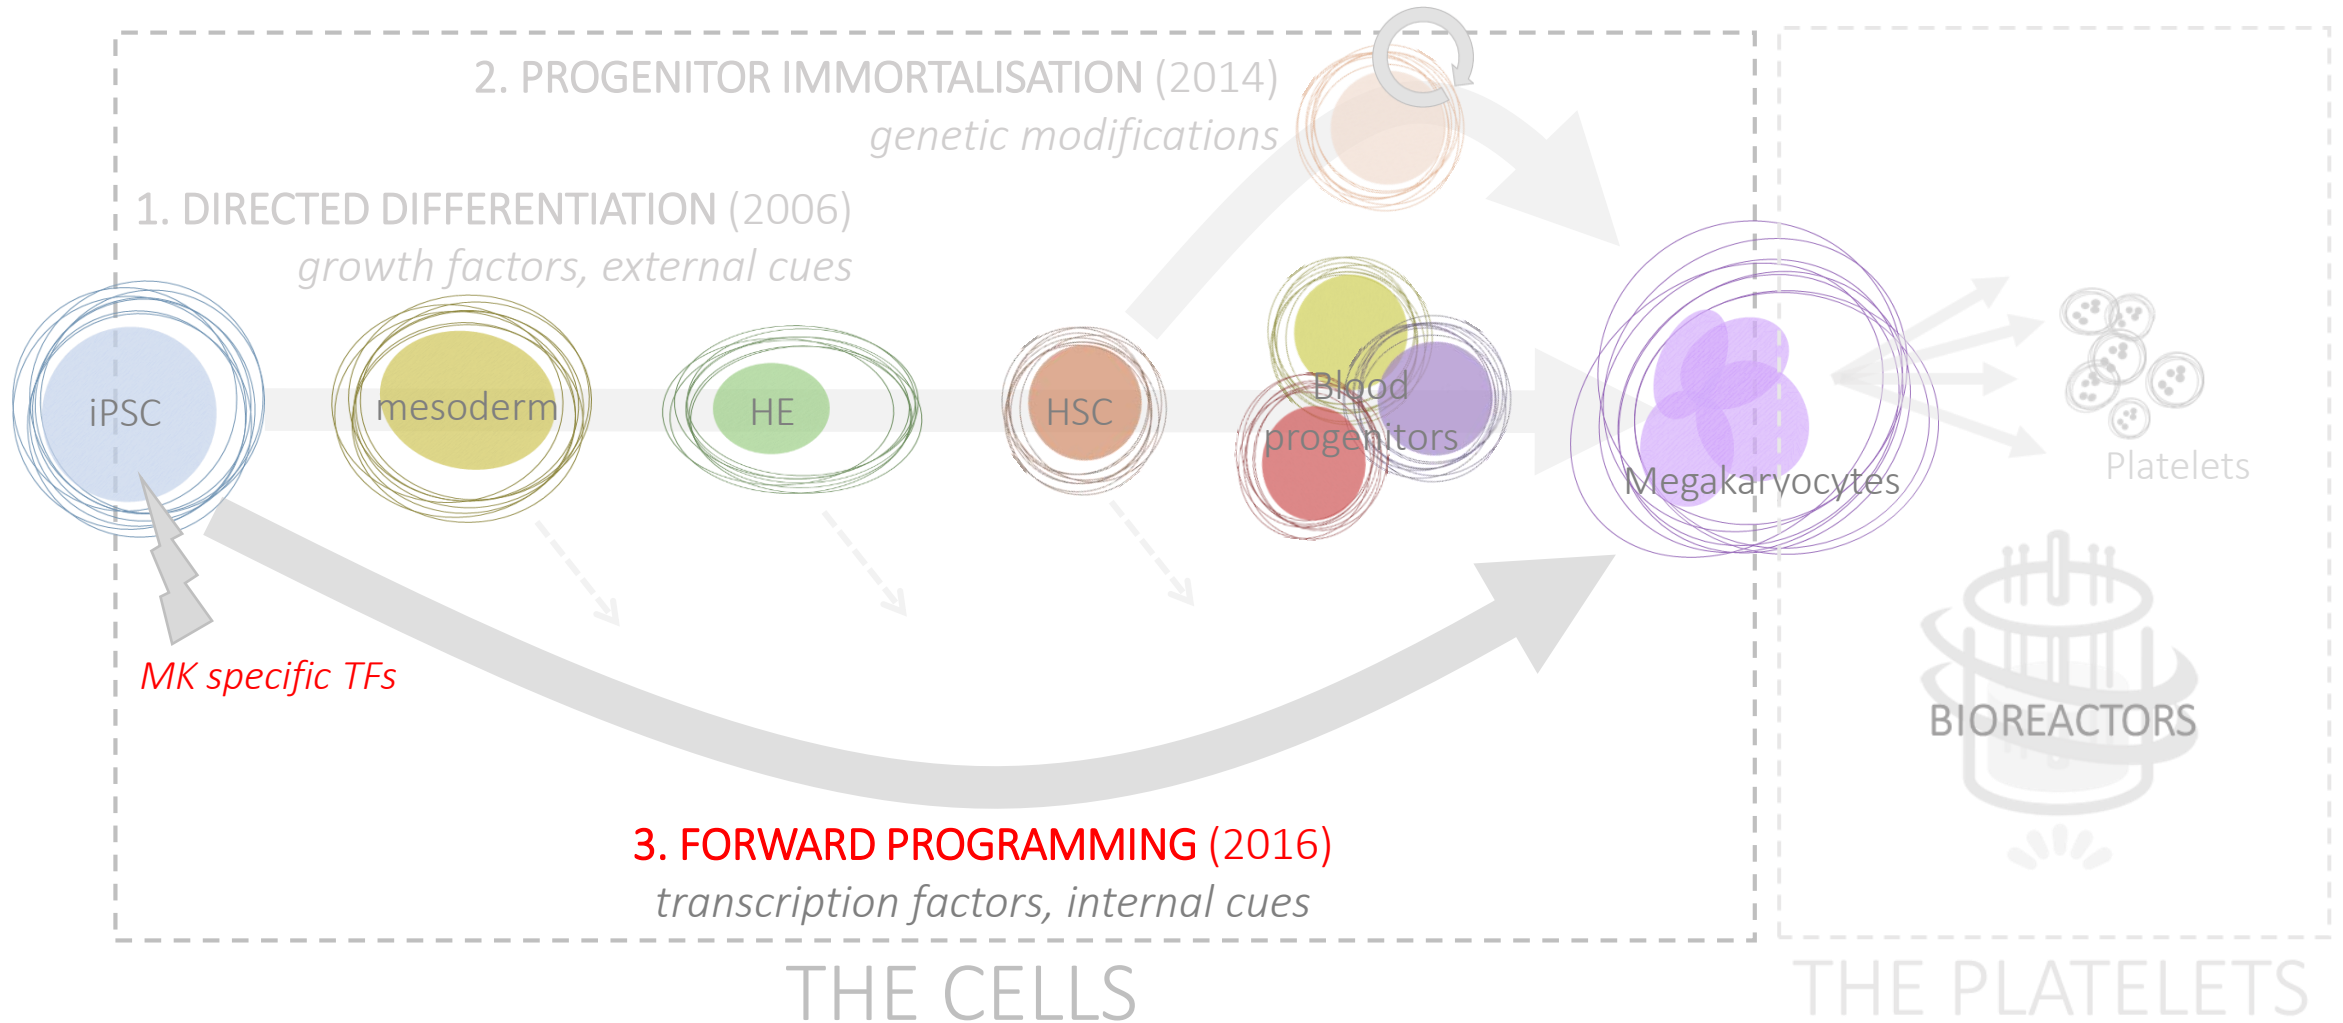 2. PROGENITOR IMMORTALISATION (2014)
genetic modifications
1. DIRECTED DIFFERENTIATION (2006)
growth factors, external cues
iPSC
mesoderm
HE
HSC
Blood
progenitors
Megakaryocytes
Platelets
MK specific TFs
BIOREACTORS
3. FORWARD PROGRAMMING (2016)
transcription factors, internal cues
THE CELLS
THE PLATELETS